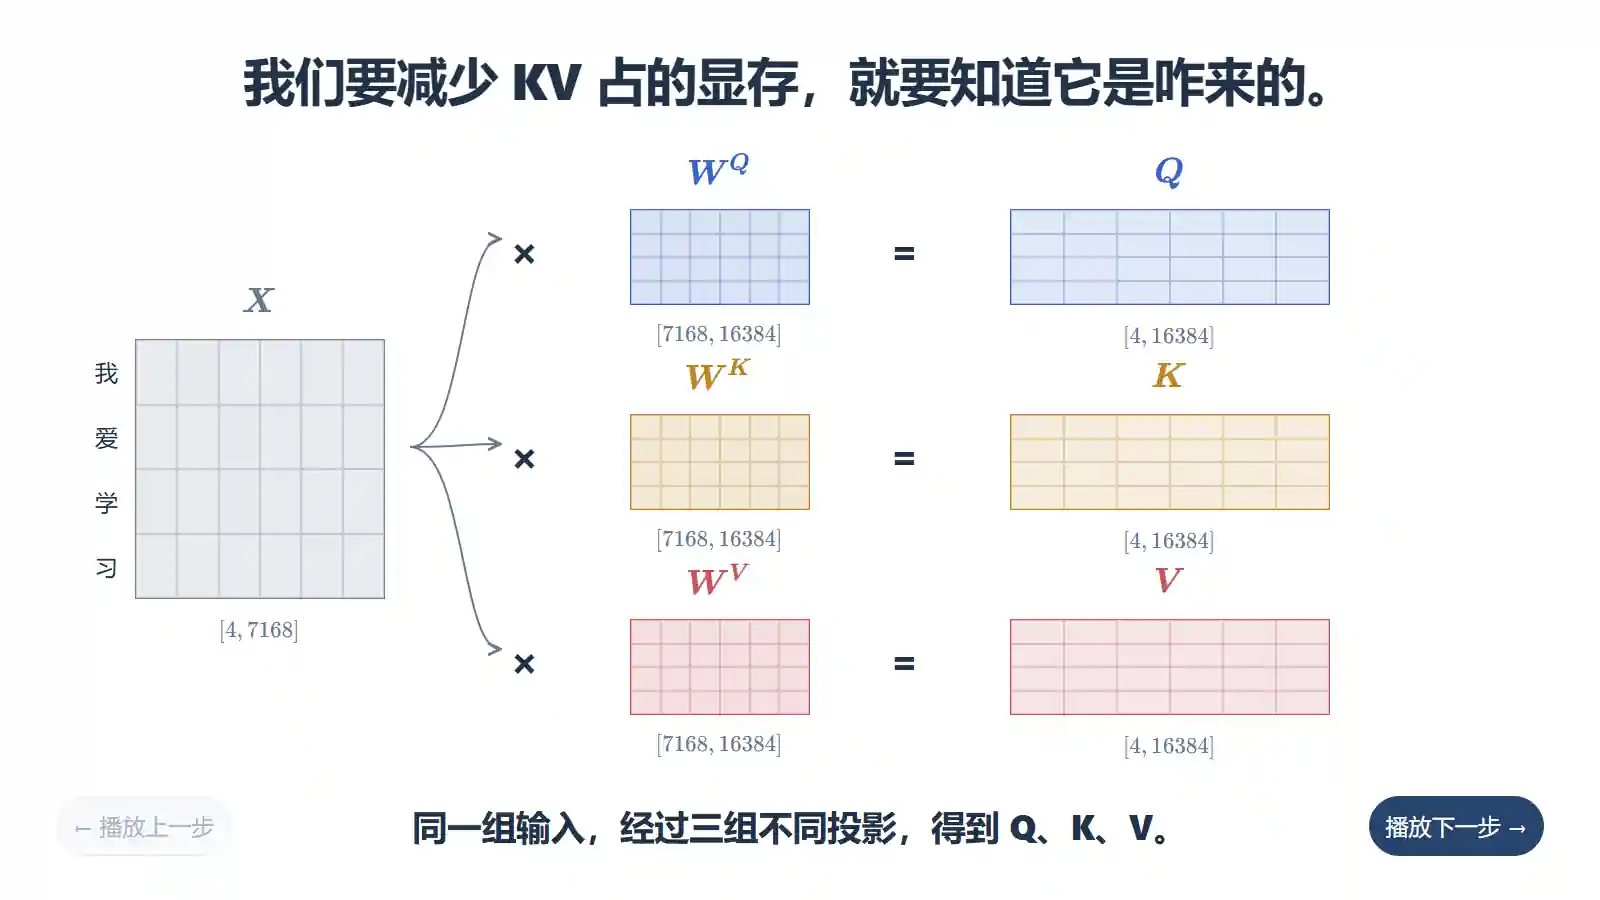 我们要减少 KV 占的显存，就要知道它是咋来的。
X
我
爱
学
习
[4, 7168]
×
W^Q
[7168, 16384]
=
Q
[4, 16384]
×
W^K
[7168, 16384]
=
K
[4, 16384]
×
W^V
[7168, 16384]
=
V
[4, 16384]
← 播放上一步
同一组输入，经过三组不同投影，得到 Q、K、V。
播放下一步 →